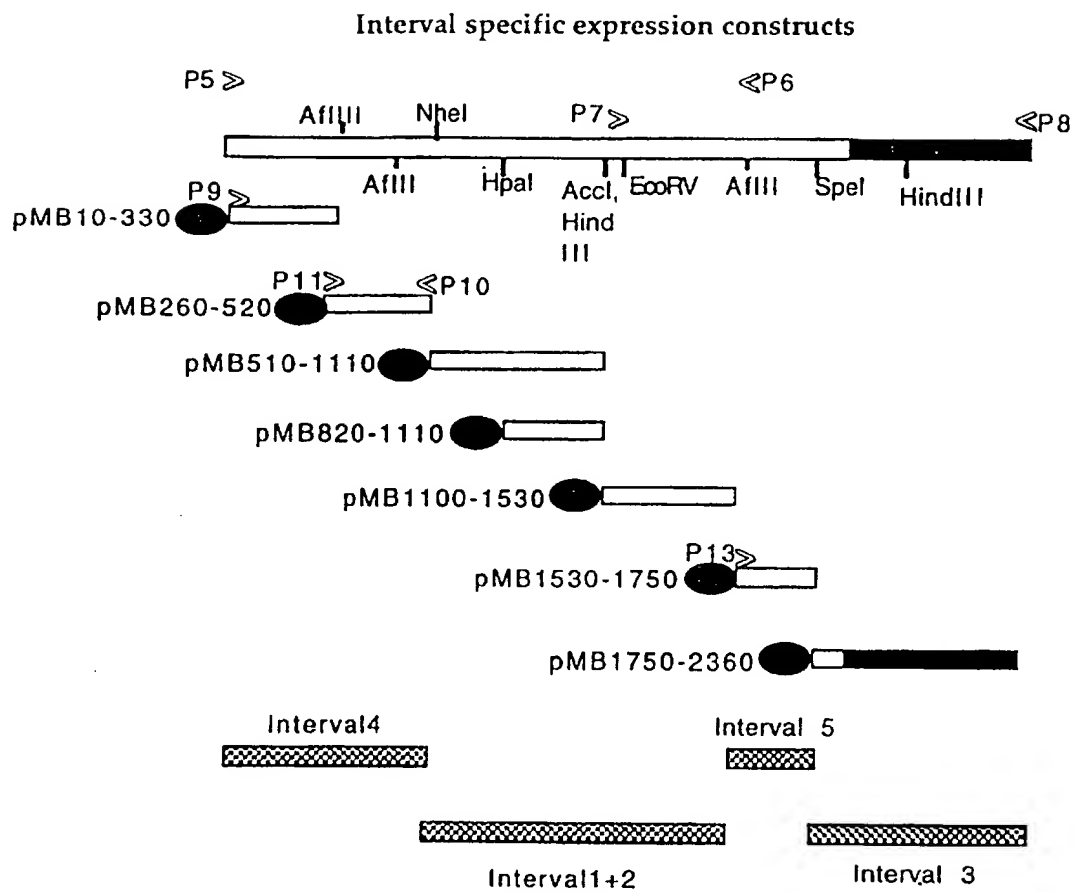 Interval specific expression constructs
P5
P6
AflIII
NheI
P7
P8
AflII
HpaI
AccI,
Hind
III
EcoRV
AflII
SpeI
HindIII
P9
pMB10-330
P11
P10
pMB260-520
pMB510-1110
pMB820-1110
pMB1100-1530
P13
pMB1530-1750
pMB1750-2360
Interval4
Interval 5
Interval1+2
Interval 3